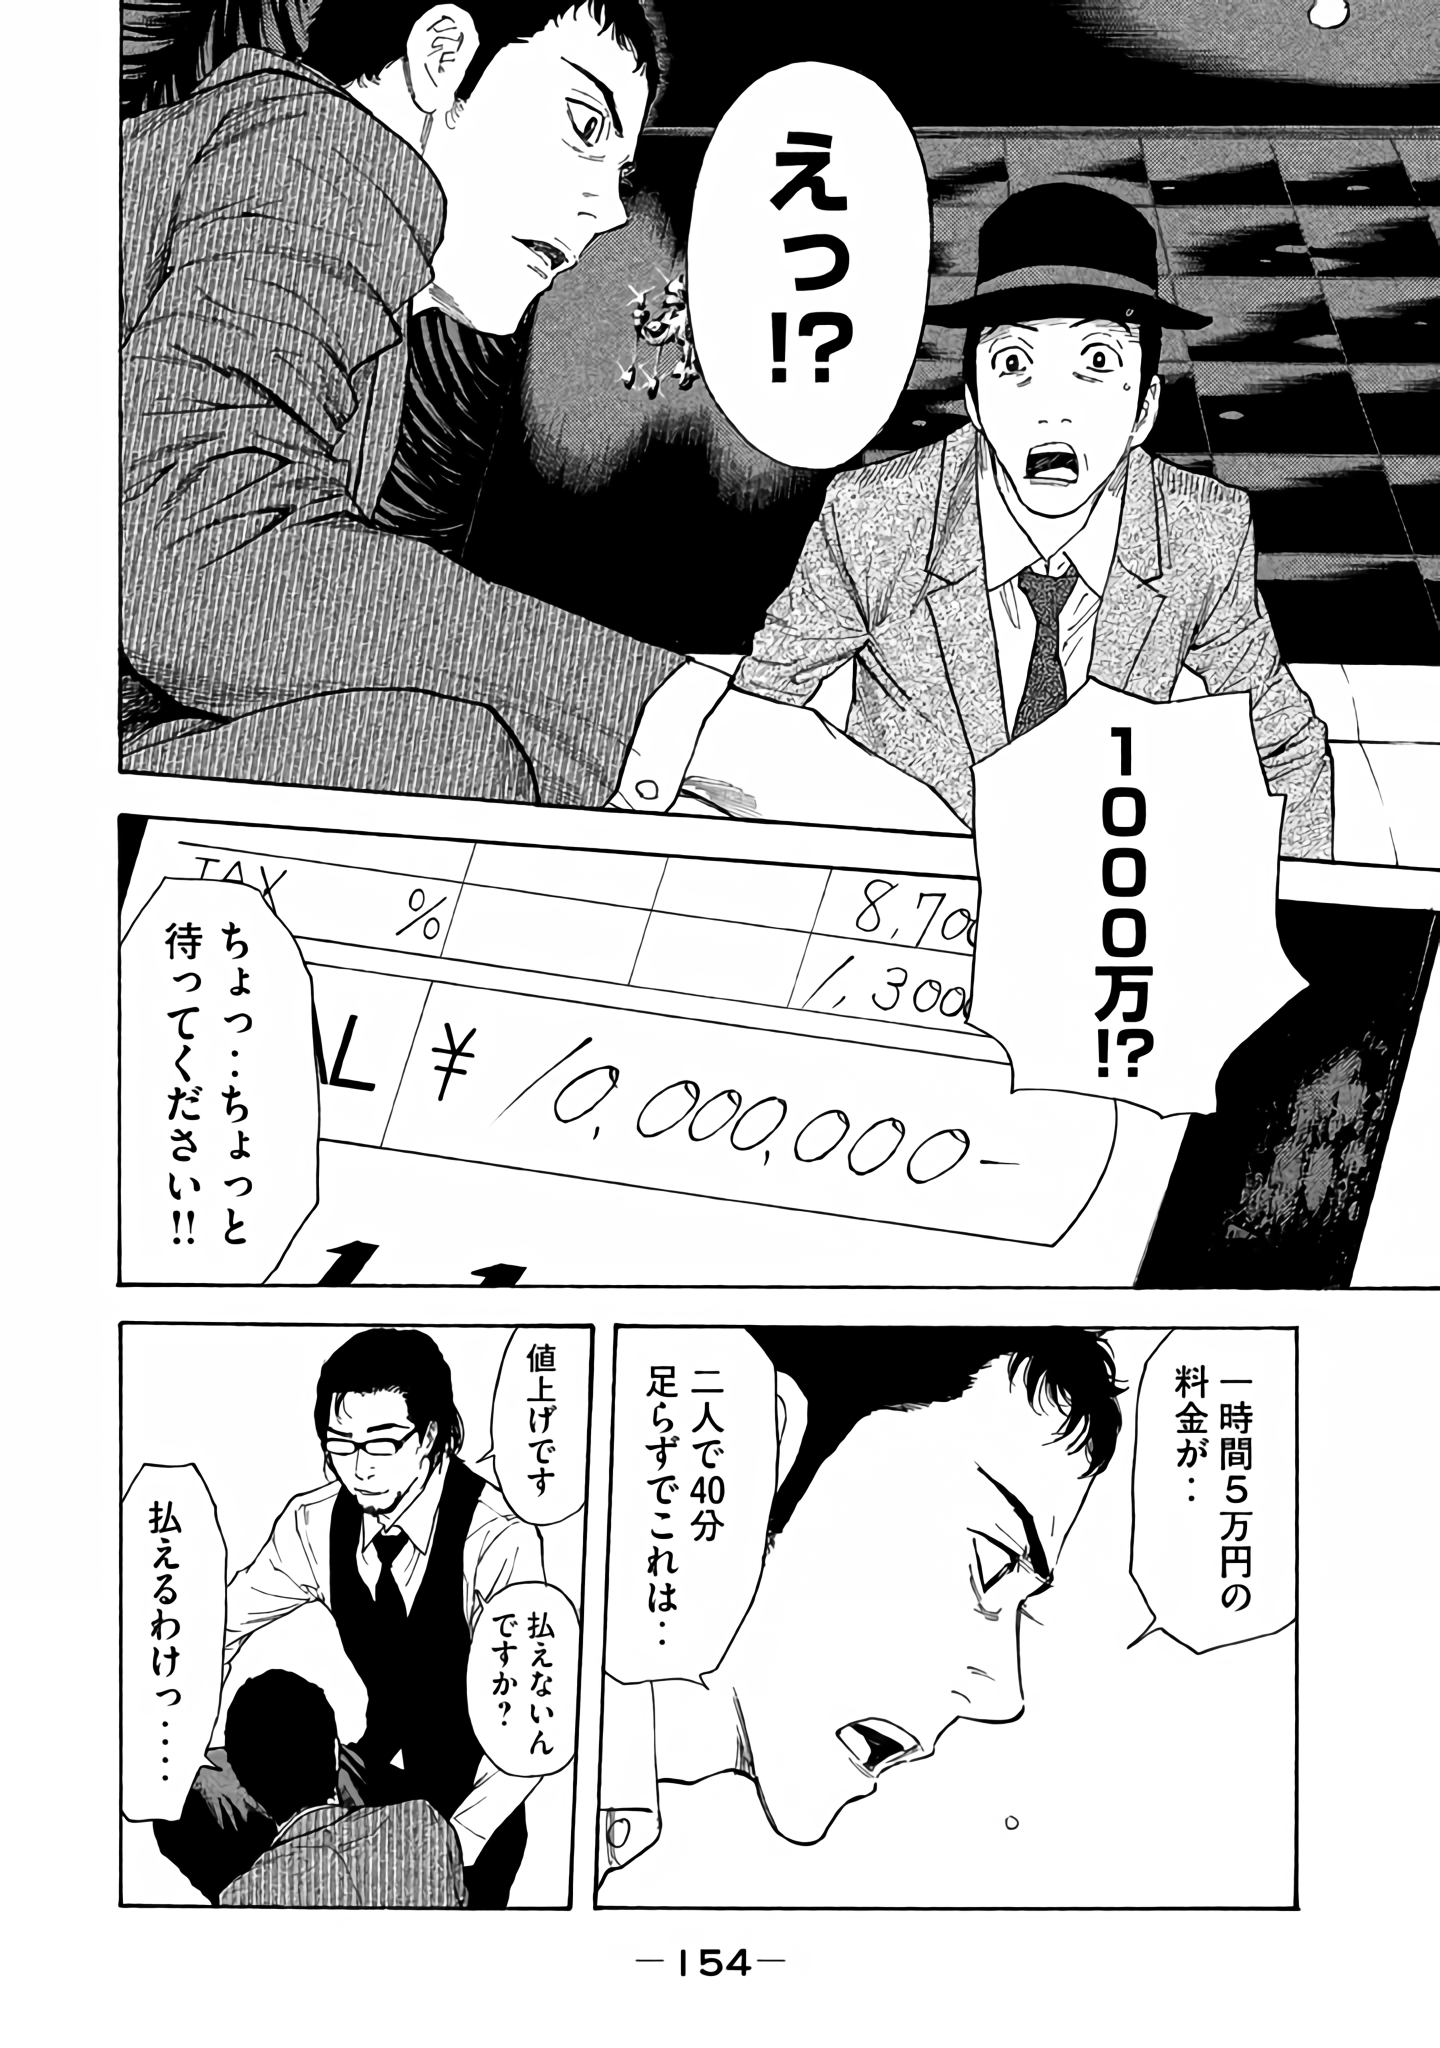 えっ!?
1000万!?
TAX
%
8,700
1,300
AL ¥10,000,000-
ちょっ‥ちょっと
待ってください!!
一時間5万円の
料金が‥
二人で40分
足らずでこれは‥
値上げです
払えないん
ですか?
払えるわけっ‥‥
—154—